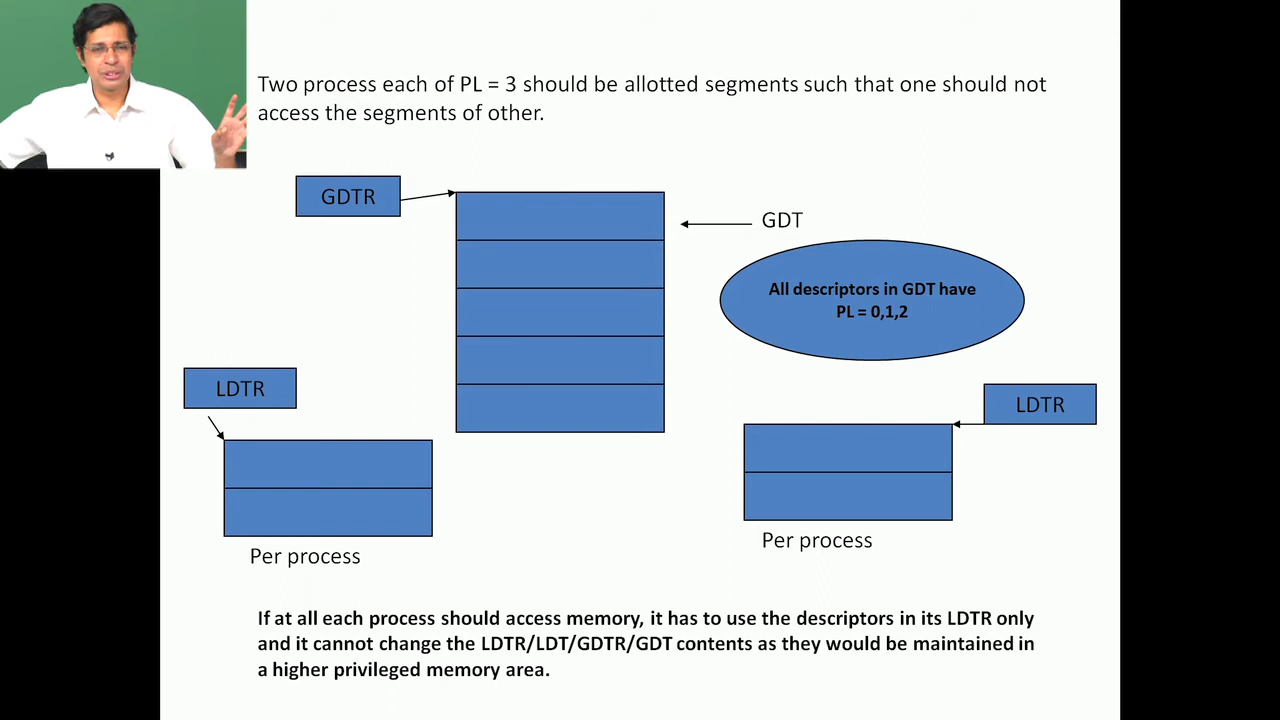 Two process each of PL = 3 should be allotted segments such that one should not
access the segments of other.
GDTR
GDT
All descriptors in GDT have
PL = 0,1,2
LDTR
LDTR
Per process
Per process
If at all each process should access memory, it has to use the descriptors in its LDTR only
and it cannot change the LDTR/LDT/GDTR/GDT contents as they would be maintained in
a higher privileged memory area.